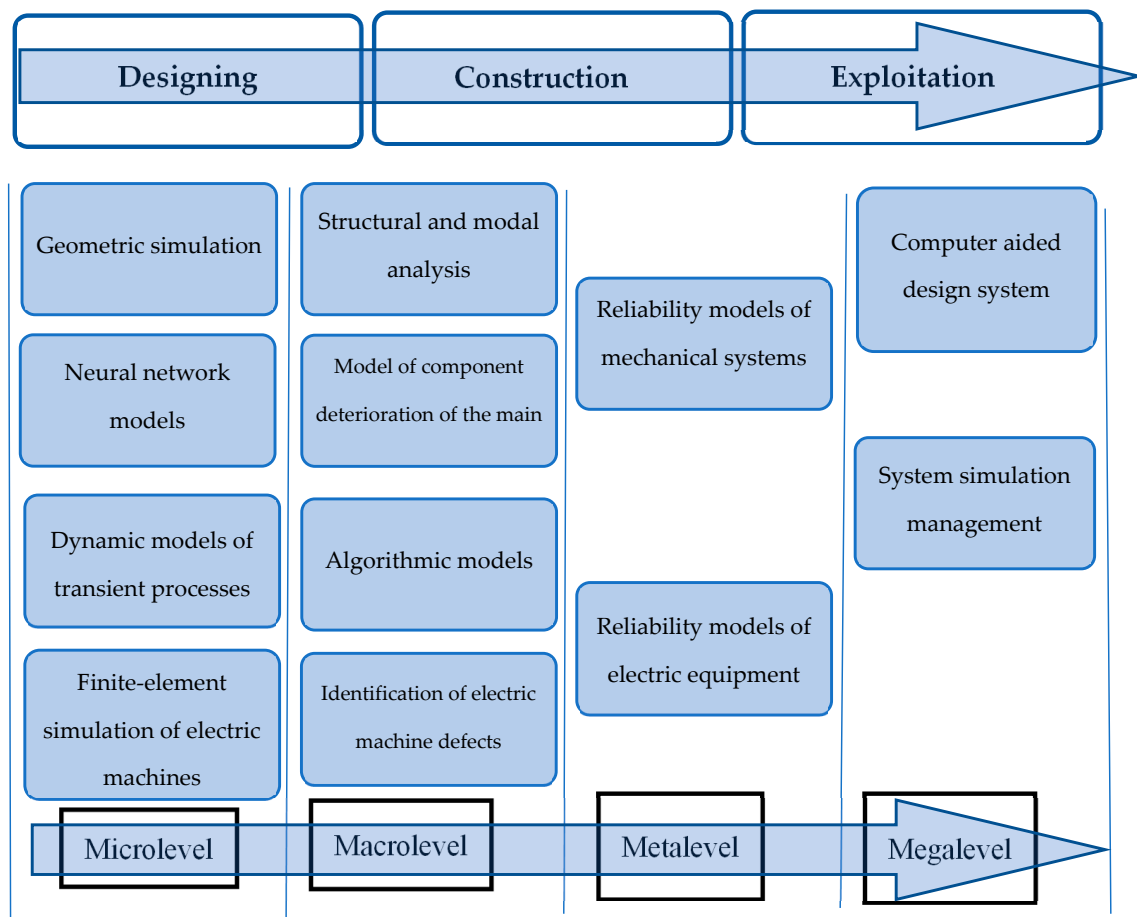 Designing
Construction
Exploitation
Geometric simulation
Neural network
models
Dynamic models of
transient processes
Finite-element
simulation of electric
machines
Structural and modal
analysis
Model of component
deterioration of the main
Algorithmic models
Identification of electric
machine defects
Reliability models of
mechanical systems
Reliability models of
electric equipment
Computer aided
design system
System simulation
management
Microlevel
Macrolevel
Metalevel
Megalevel